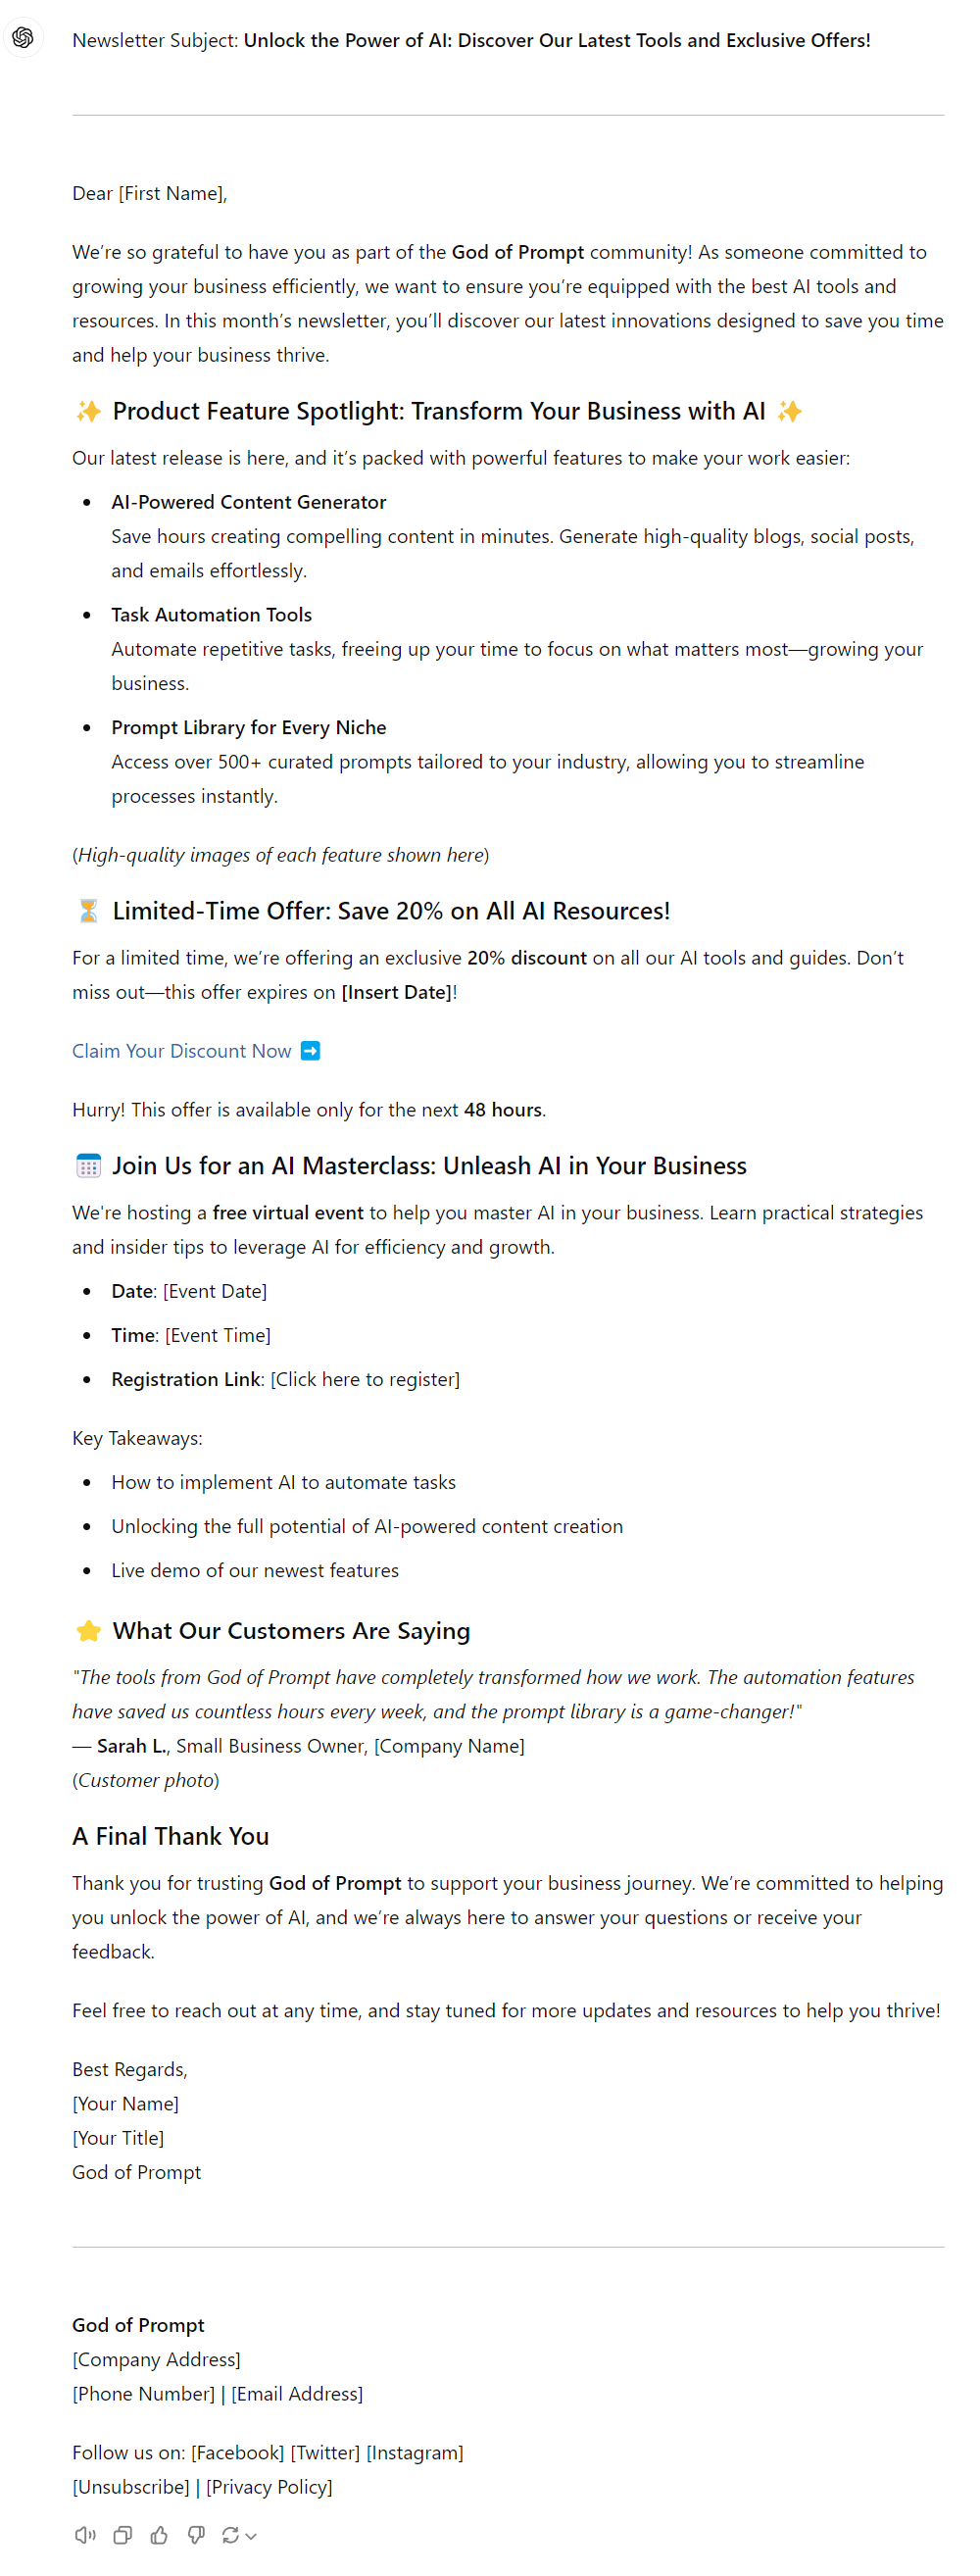 Newsletter Subject: Unlock the Power of AI: Discover Our Latest Tools and Exclusive Offers!
Dear [First Name],
We’re so grateful to have you as part of the God of Prompt community! As someone committed to
growing your business efficiently, we want to ensure you’re equipped with the best AI tools and
resources. In this month’s newsletter, you’ll discover our latest innovations designed to save you time
and help your business thrive.
✨ Product Feature Spotlight: Transform Your Business with AI ✨
Our latest release is here, and it’s packed with powerful features to make your work easier:
• AI-Powered Content Generator
Save hours creating compelling content in minutes. Generate high-quality blogs, social posts,
and emails effortlessly.
• Task Automation Tools
Automate repetitive tasks, freeing up your time to focus on what matters most—growing your
business.
• Prompt Library for Every Niche
Access over 500+ curated prompts tailored to your industry, allowing you to streamline
processes instantly.
(High-quality images of each feature shown here)
⏳ Limited-Time Offer: Save 20% on All AI Resources!
For a limited time, we’re offering an exclusive 20% discount on all our AI tools and guides. Don’t
miss out—this offer expires on [Insert Date]!
Claim Your Discount Now ➡️
Hurry! This offer is available only for the next 48 hours.
🗓️ Join Us for an AI Masterclass: Unleash AI in Your Business
We're hosting a free virtual event to help you master AI in your business. Learn practical strategies
and insider tips to leverage AI for efficiency and growth.
• Date: [Event Date]
• Time: [Event Time]
• Registration Link: [Click here to register]
Key Takeaways:
• How to implement AI to automate tasks
• Unlocking the full potential of AI-powered content creation
• Live demo of our newest features
⭐ What Our Customers Are Saying
"The tools from God of Prompt have completely transformed how we work. The automation features
have saved us countless hours every week, and the prompt library is a game-changer!"
— Sarah L., Small Business Owner, [Company Name]
(Customer photo)
A Final Thank You
Thank you for trusting God of Prompt to support your business journey. We’re committed to helping
you unlock the power of AI, and we’re always here to answer your questions or receive your
feedback.
Feel free to reach out at any time, and stay tuned for more updates and resources to help you thrive!
Best Regards,
[Your Name]
[Your Title]
God of Prompt
God of Prompt
[Company Address]
[Phone Number] | [Email Address]
Follow us on: [Facebook] [Twitter] [Instagram]
[Unsubscribe] | [Privacy Policy]